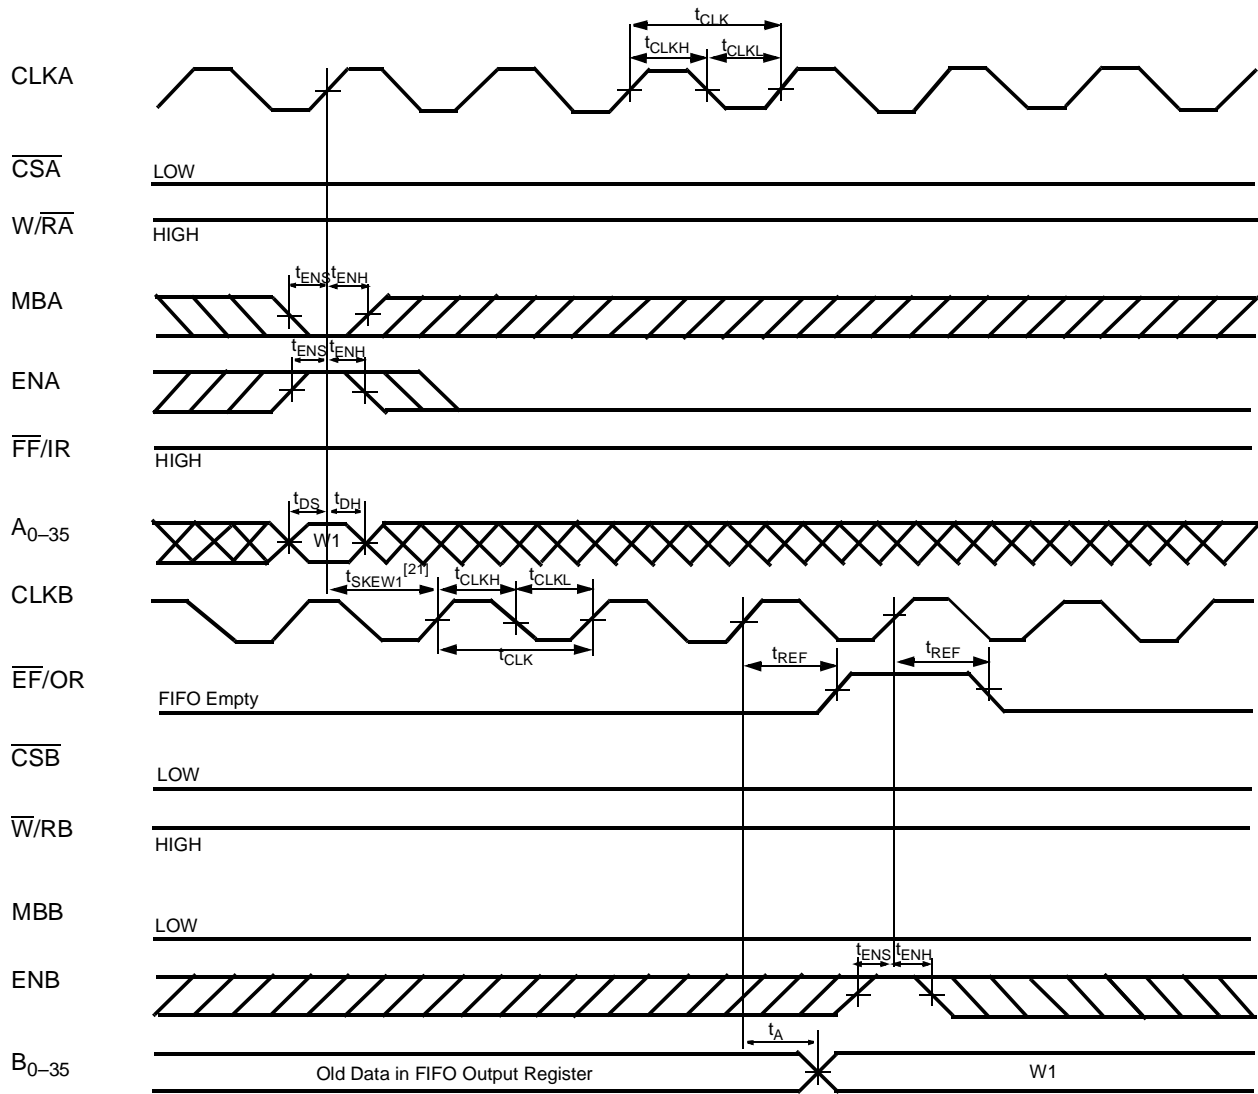 tCLK
tCLKH tCLKL
CLKA
CSA LOW
W/RA HIGH
tENS tENH
MBA
tENS tENH
ENA
FF/IR HIGH
tDS tDH
A0–35 W1
tSKEW1[21] tCLKH tCLKL
CLKB
tCLK
tREF tREF
EF/OR FIFO Empty
CSB LOW
W/RB HIGH
MBB LOW
tENS tENH
ENB
tA
B0–35 Old Data in FIFO Output Register W1